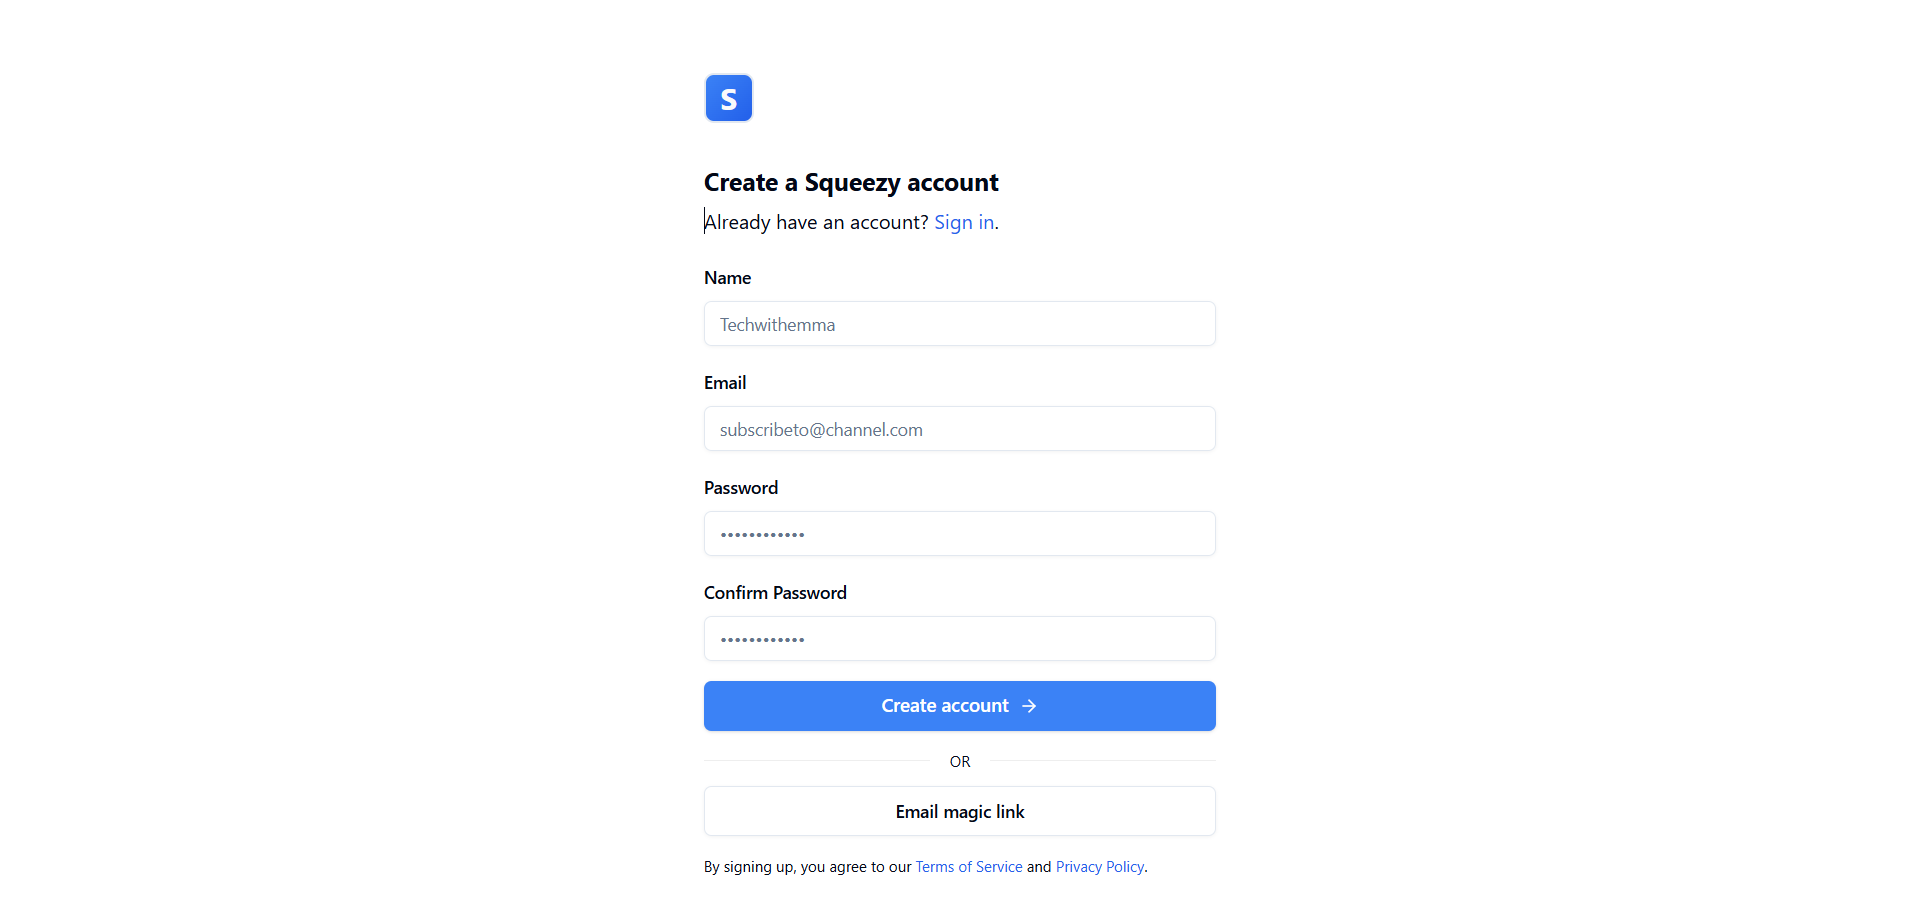 S
Create a Squeezy account
Already have an account? Sign in.
Name
Techwithemma
Email
subscribeto@channel.com
Password
••••••••••••
Confirm Password
••••••••••••
Create account →
OR
Email magic link
By signing up, you agree to our Terms of Service and Privacy Policy.